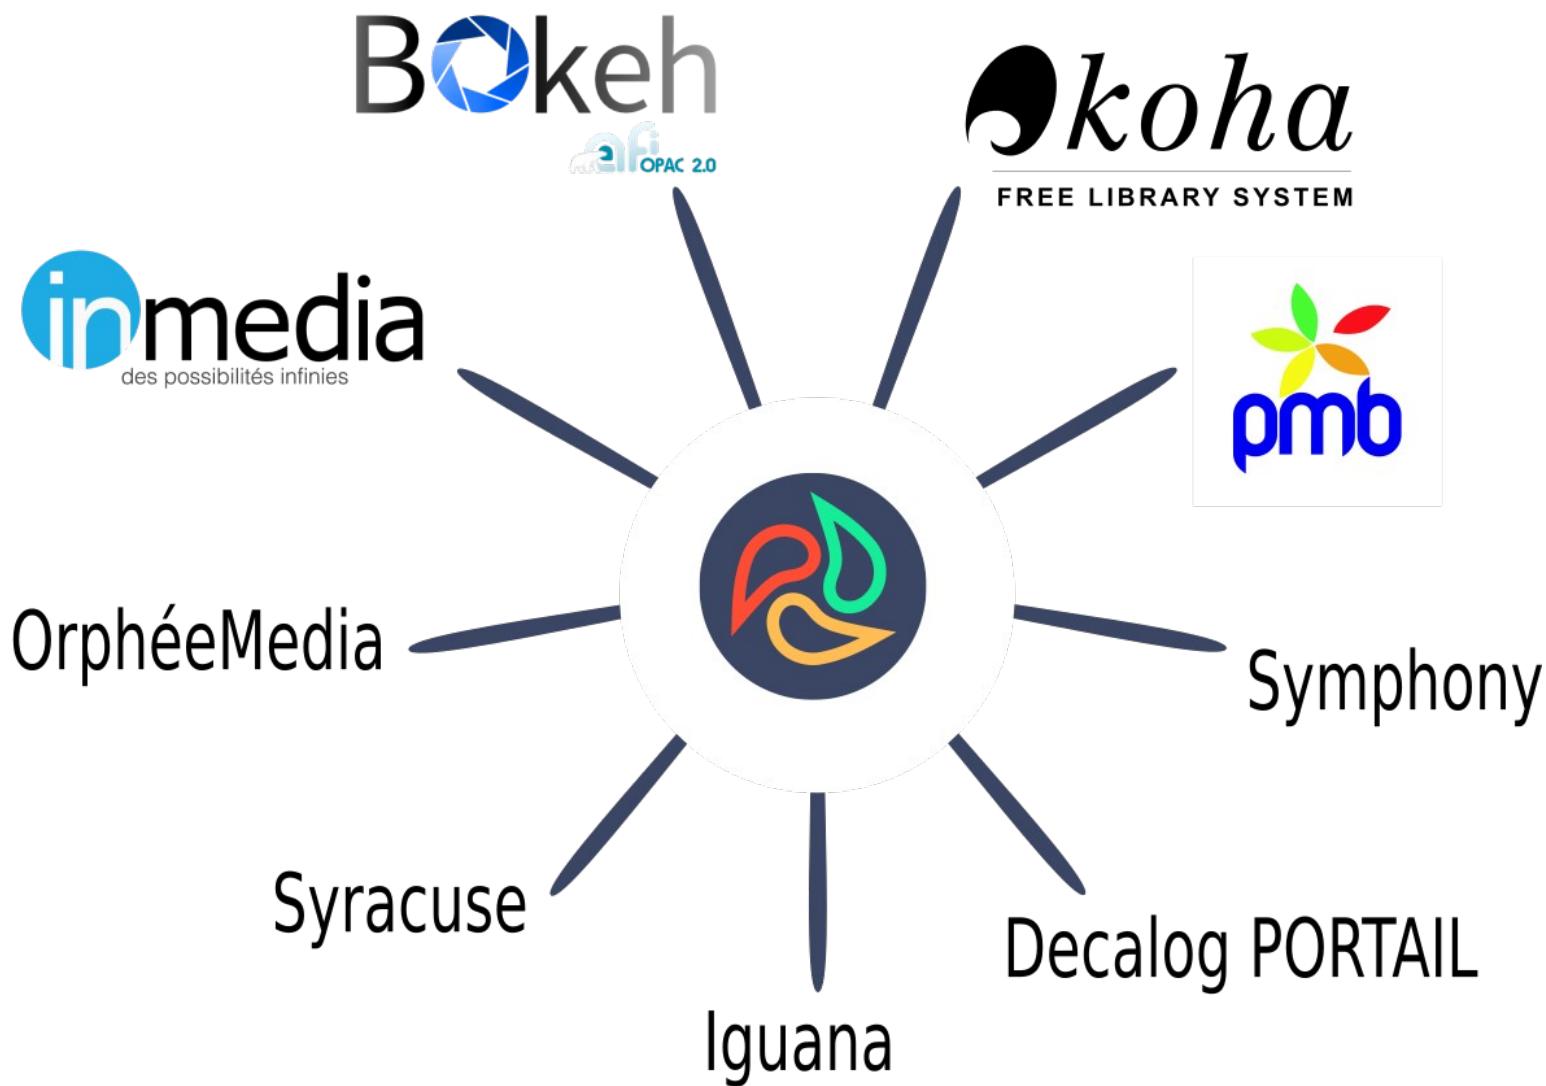 Bokeh
afi
OPAC 2.0
koha
FREE LIBRARY SYSTEM
inmedia
des possibilités infinies
pmb
OrphéeMedia
Symphony
Syracuse
Decalog PORTAIL
Iguana